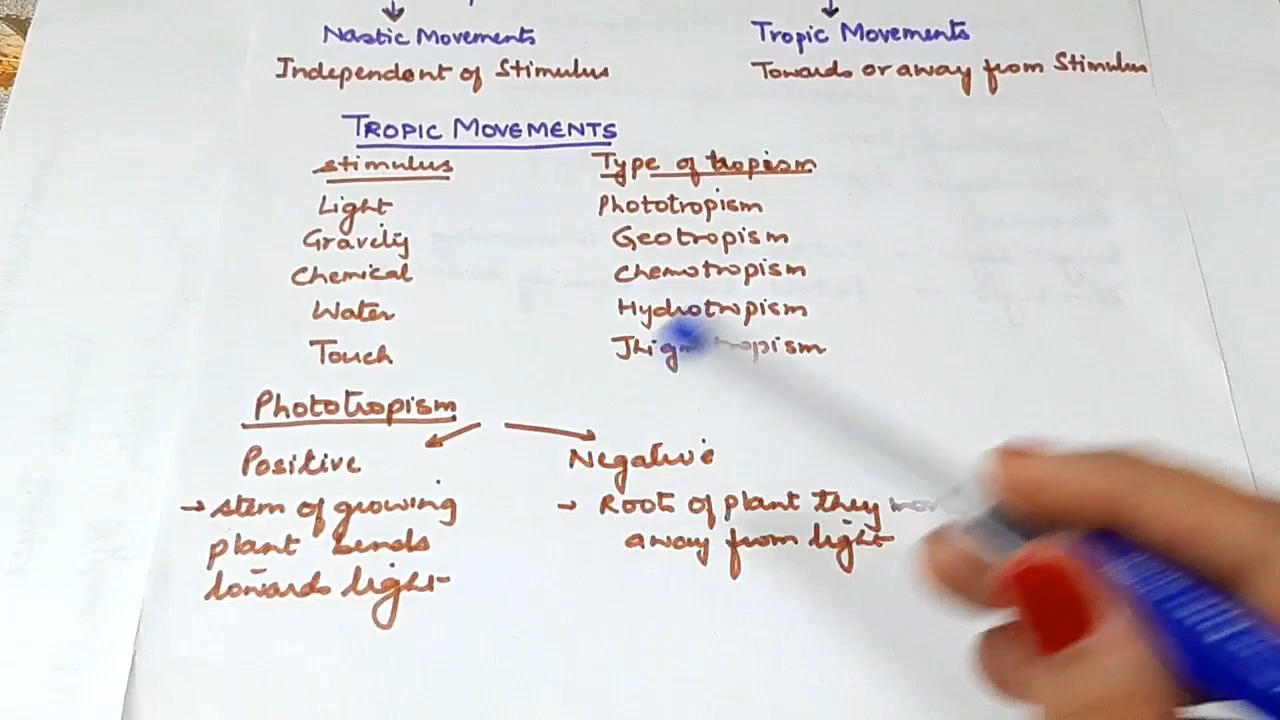 Nastic Movements
Tropic Movements
Independent of Stimulus
Towards or away from Stimulus
TROPIC MOVEMENTS
Stimulus
Type of tropism
Light
Phototropism
Gravity
Geotropism
Chemical
Chemotropism
Water
Hydrotropism
Touch
Phototropism
Positive
Negative
→ stem of growing
plant bends
towards light
→ Roots of plant they
away from light